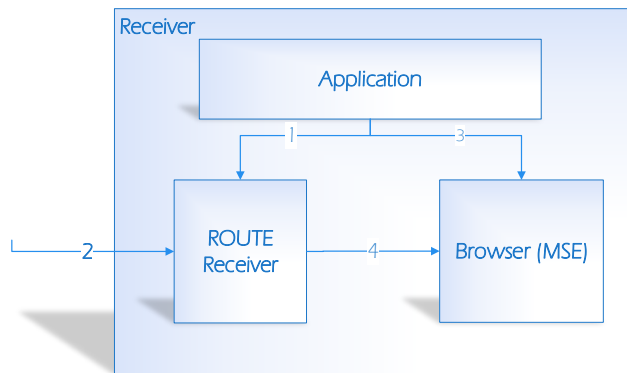 Receiver
Application
1
3
2
ROUTE
Receiver
4
Browser (MSE)